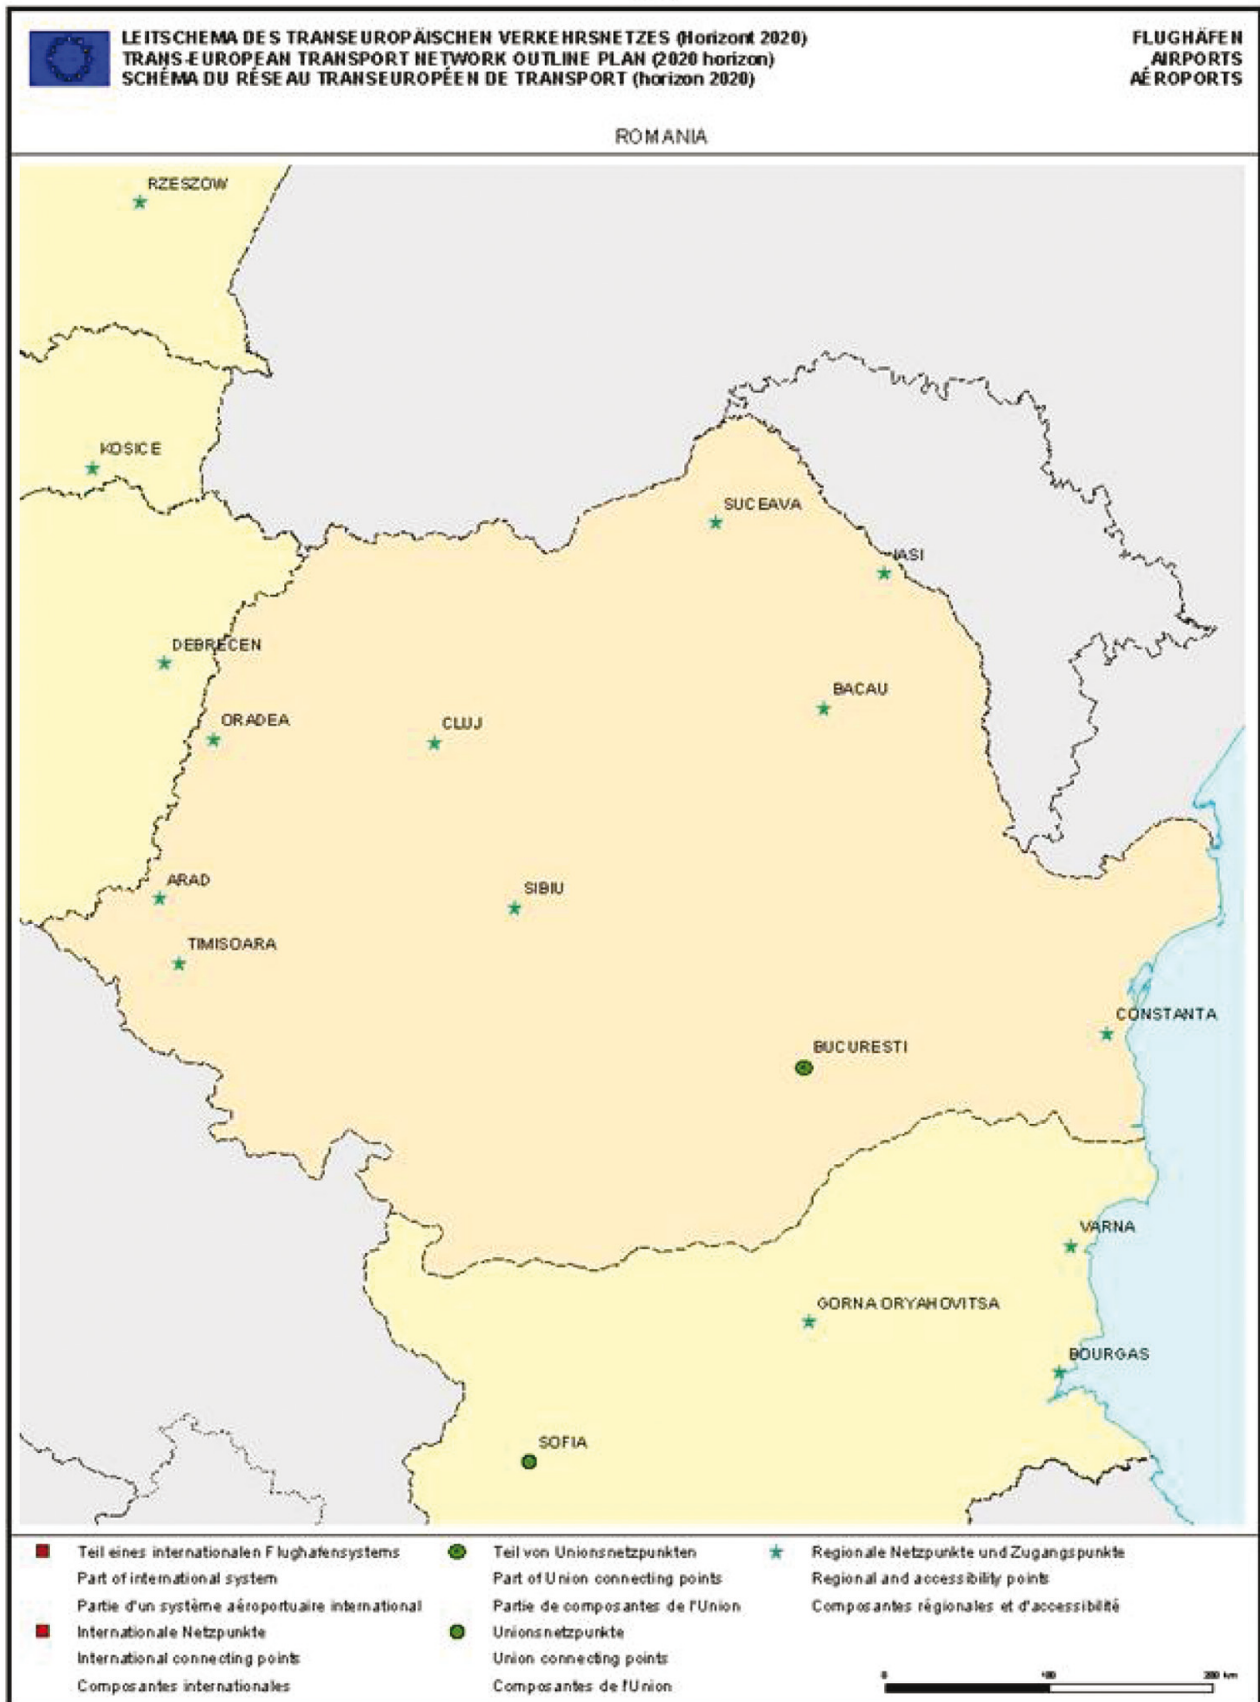 LEITSCHEMA DES TRANSEUROPÄISCHEN VERKEHRSNETZES (Horizont 2020)
TRANS-EUROPEAN TRANSPORT NETWORK OUTLINE PLAN (2020 horizon)
SCHÉMA DU RÉSEAU TRANSEUROPÉEN DE TRANSPORT (horizon 2020)
FLUGHÄFEN
AIRPORTS
AÉROPORTS
ROMANIA
RZESZOW
KOSICE
SUCEAVA
IASI
DEBRECEN
BACAU
ORADEA
CLUJ
ARAD
SIBIU
TIMISOARA
CONSTANTA
BUCURESTI
VARNA
GORNA ORYAHOVITSA
BOURGAS
SOFIA
Teil eines internationalen Flughafensystems
Part of international system
Partie d'un système aéroportuaire international
Internationale Netzpunkte
International connecting points
Composantes internationales
Teil von Unionsnetzpunkten
Part of Union connecting points
Partie de composantes de l'Union
Unionsnetzpunkte
Union connecting points
Composantes de l'Union
Regionale Netzpunkte und Zugangspunkte
Regional and accessibility points
Composantes régionales et d'accessibilité
0 100 200 km